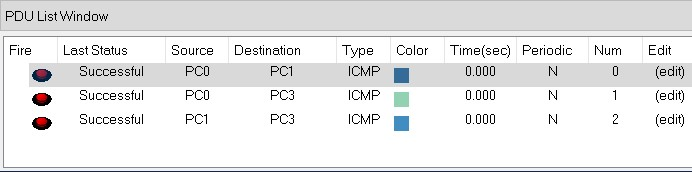 PDU List Window
Fire Last Status Source Destination Type Color Time(sec) Periodic Num Edit
Successful PC0 PC1 ICMP 0.000 N 0 (edit)
Successful PC0 PC3 ICMP 0.000 N 1 (edit)
Successful PC1 PC3 ICMP 0.000 N 2 (edit)